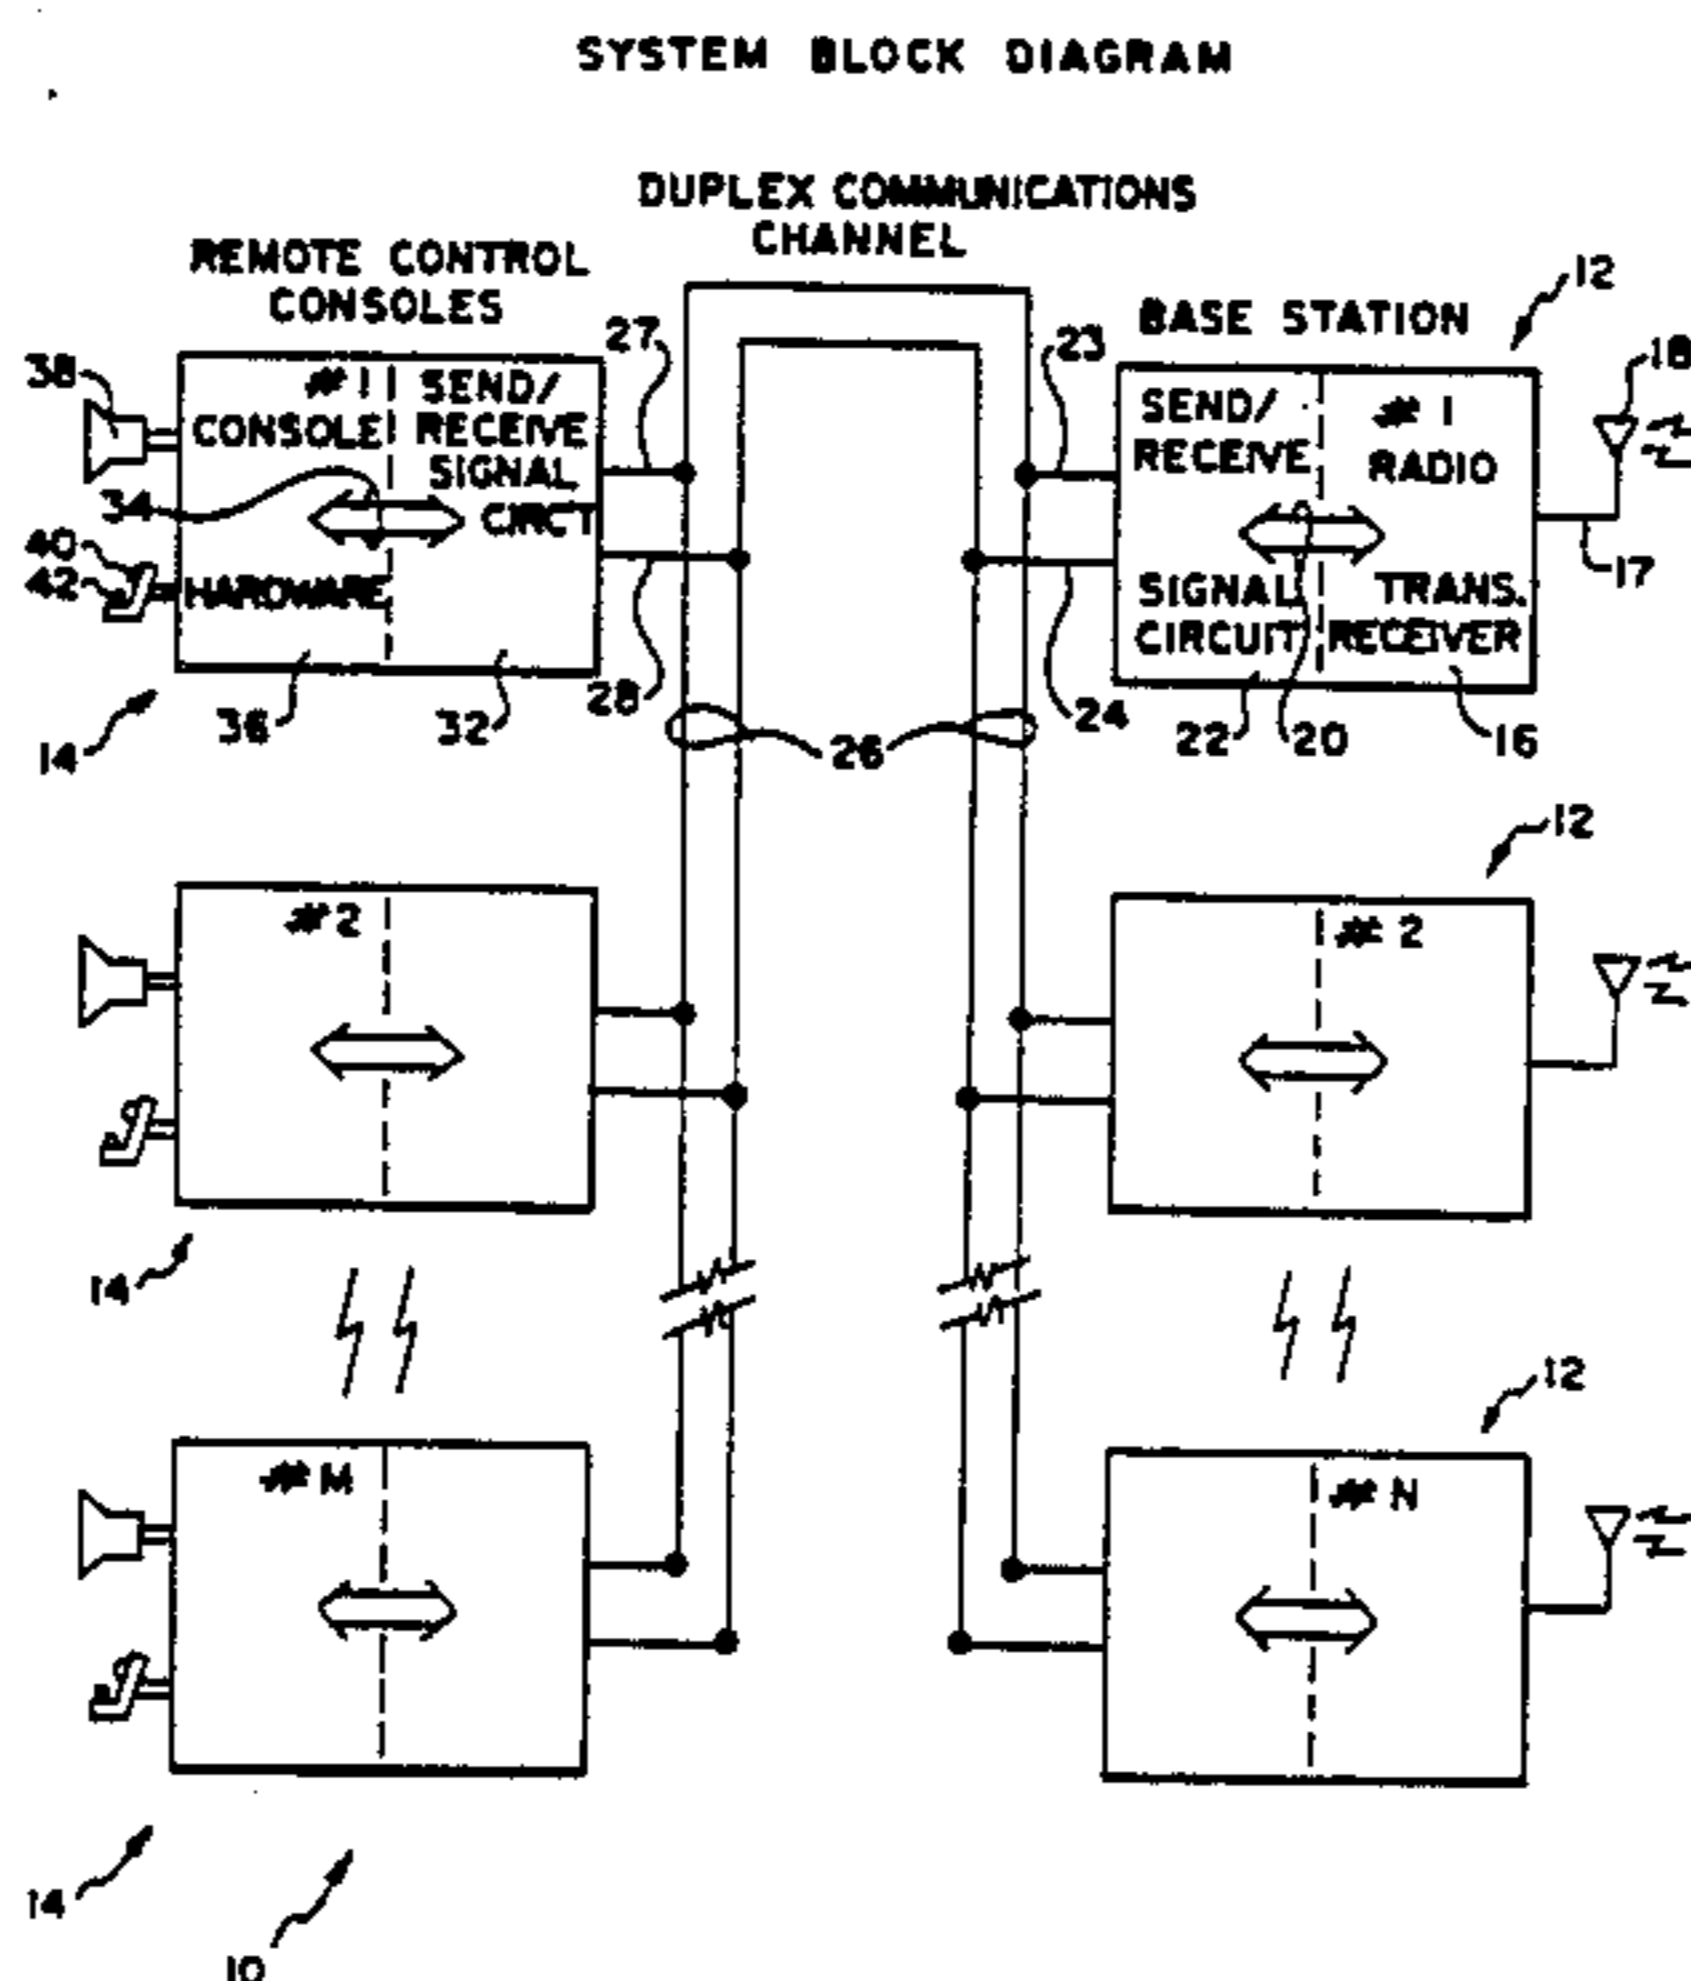 SYSTEM BLOCK DIAGRAM
DUPLEX COMMUNICATIONS
CHANNEL
REMOTE CONTROL
CONSOLES
BASE STATION
12
27
23
38
18
#1
CONSOLE
SEND/
RECEIVE
SIGNAL
CIRCT
HARDWARE
34
40
42
SEND/
RECEIVE
SIGNAL
CIRCUIT
#1
RADIO
TRANS.
RECEIVER
17
28
24
36
32
26
22
20
16
14
12
#2
#2
14
12
#M
#N
14
10